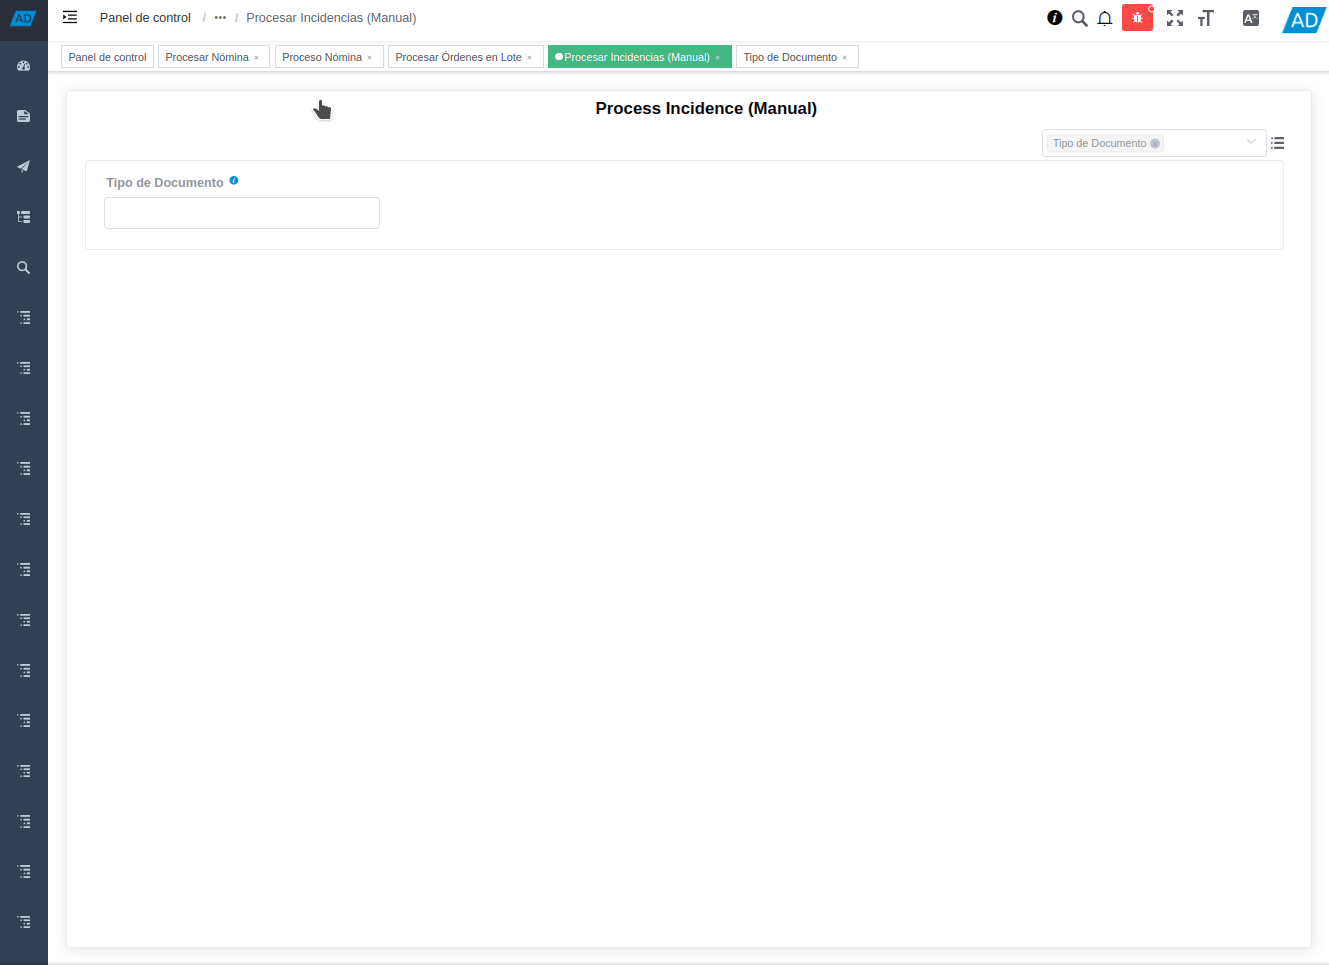 AD
Panel de control / ••• / Procesar Incidencias (Manual)
AD
Panel de control
Procesar Nómina ×
Proceso Nómina ×
Procesar Órdenes en Lote ×
Procesar Incidencias (Manual) ×
Tipo de Documento ×
Process Incidence (Manual)
Tipo de Documento
Tipo de Documento